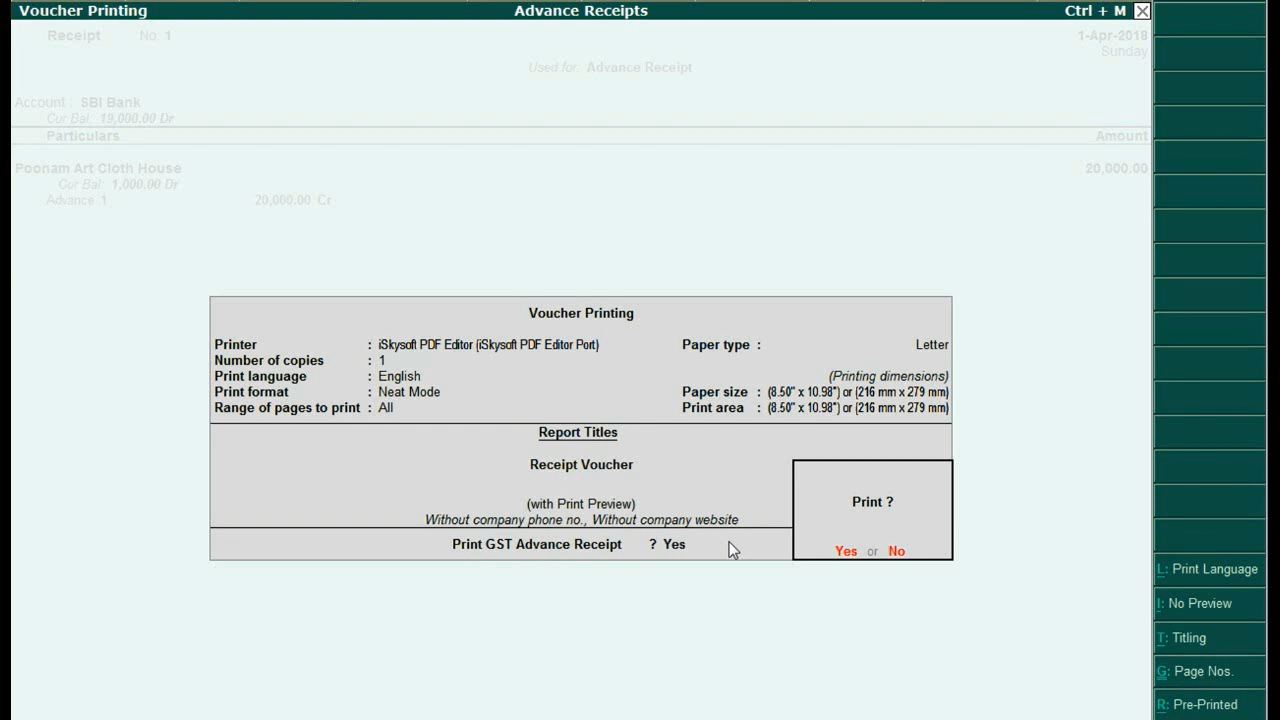 Voucher Printing Advance Receipts Ctrl + M
Receipt No. 1 1-Apr-2018
Sunday
Used for: Advance Receipt
Account : SBI Bank
Cur Bal: 19,000.00 Dr
Particulars Amount
Poonam Art Cloth House 20,000.00
Cur Bal: 1,000.00 Dr
Advance 1 20,000.00 Cr
Voucher Printing
Printer : iSkysoft PDF Editor (iSkysoft PDF Editor Port) Paper type : Letter
Number of copies : 1
Print language : English (Printing dimensions)
Print format : Neat Mode Paper size : (8.50" x 10.98") or (216 mm x 279 mm)
Range of pages to print : All Print area : (8.50" x 10.98") or (216 mm x 279 mm)
Report Titles
Receipt Voucher
(with Print Preview)
Without company phone no., Without company website
Print GST Advance Receipt ? Yes
Print ?
Yes or No
L: Print Language
I: No Preview
T: Titling
G: Page Nos.
R: Pre-Printed